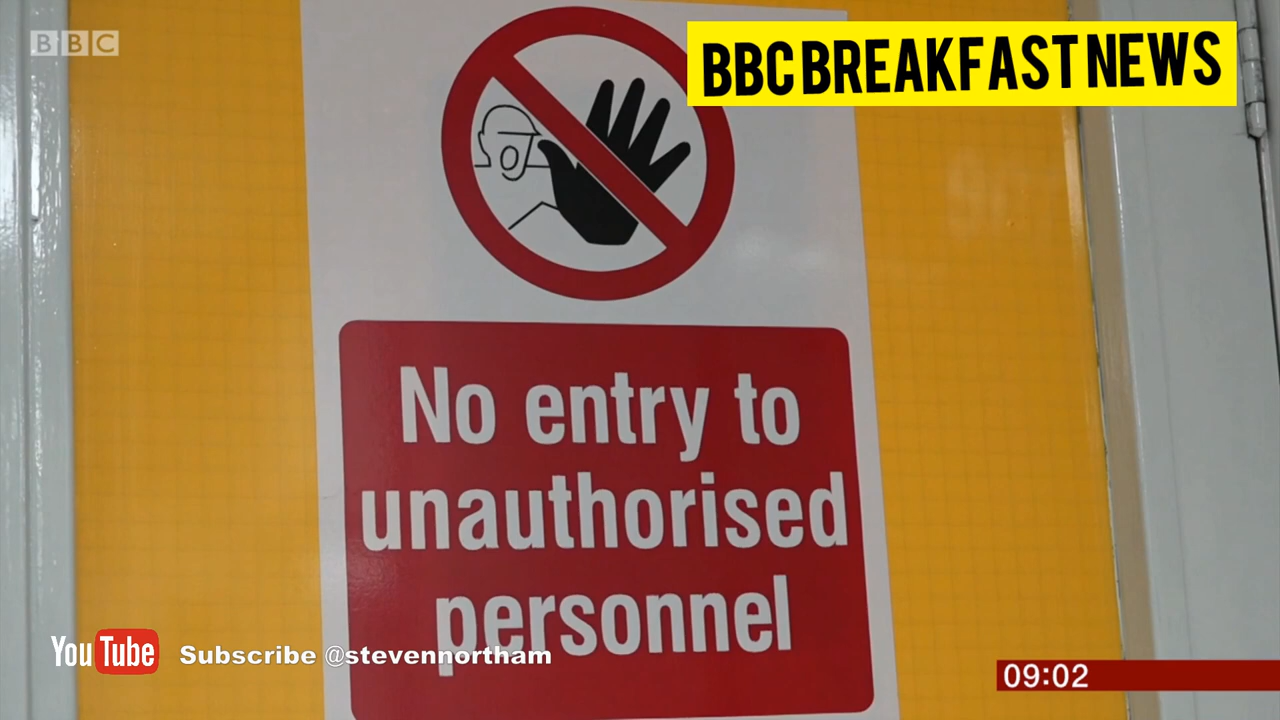 BBC
BBC BREAKFAST NEWS
No entry to
unauthorised
personnel
YouTube Subscribe @stevennortham
09:02